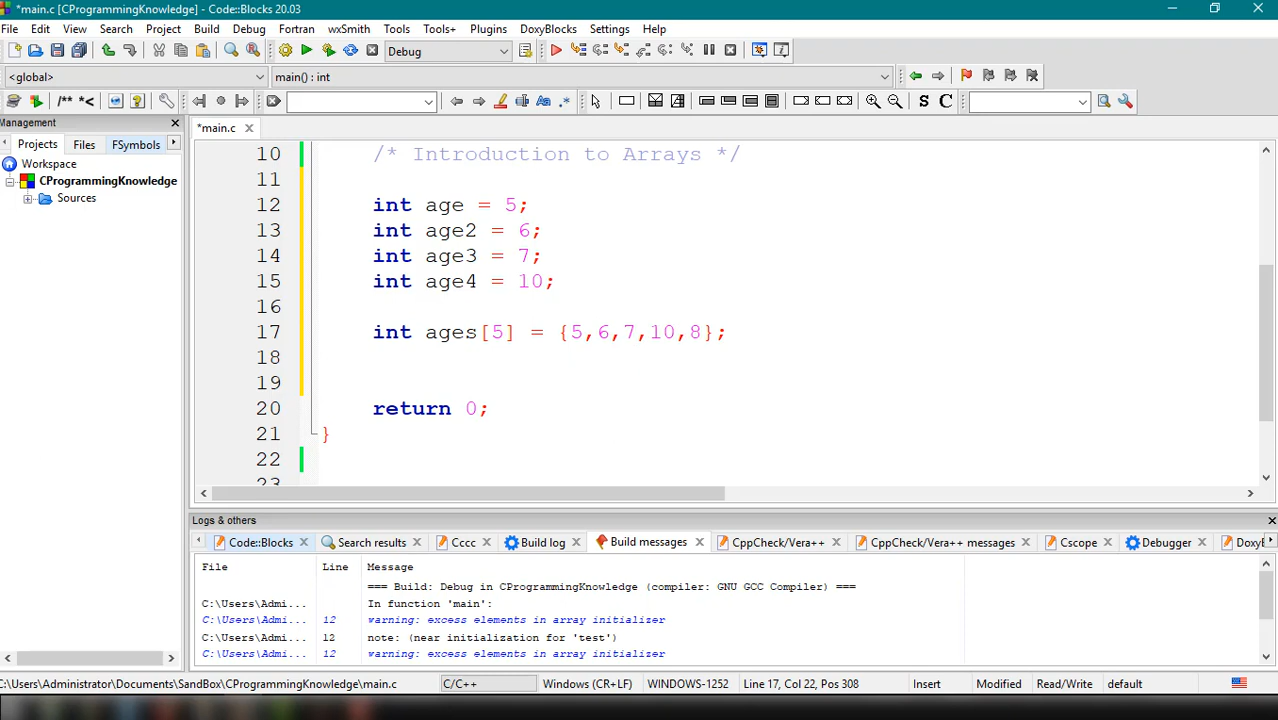 *main.c [CProgrammingKnowledge] - Code::Blocks 20.03
File Edit View Search Project Build Debug Fortran wxSmith Tools Tools+ Plugins DoxyBlocks Settings Help
Debug
<global> main() : int
/** *< S C
Management
Projects Files FSymbols
*main.c
Workspace
CProgrammingKnowledge
Sources
10 /* Introduction to Arrays */
11
12 int age = 5;
13 int age2 = 6;
14 int age3 = 7;
15 int age4 = 10;
16
17 int ages[5] = {5,6,7,10,8};
18
19
20 return 0;
21 }
22
23
Logs & others
Code::Blocks Search results Cccc Build log Build messages CppCheck/Vera++ CppCheck/Vera++ messages Cscope Debugger DoxyB
File Line Message
=== Build: Debug in CProgrammingKnowledge (compiler: GNU GCC Compiler) ===
C:\Users\Admi... In function 'main':
C:\Users\Admi... 12 warning: excess elements in array initializer
C:\Users\Admi... 12 note: (near initialization for 'test')
C:\Users\Admi... 12 warning: excess elements in array initializer
C:\Users\Administrator\Documents\SandBox\CProgrammingKnowledge\main.c C/C++ Windows (CR+LF) WINDOWS-1252 Line 17, Col 22, Pos 308 Insert Modified Read/Write default